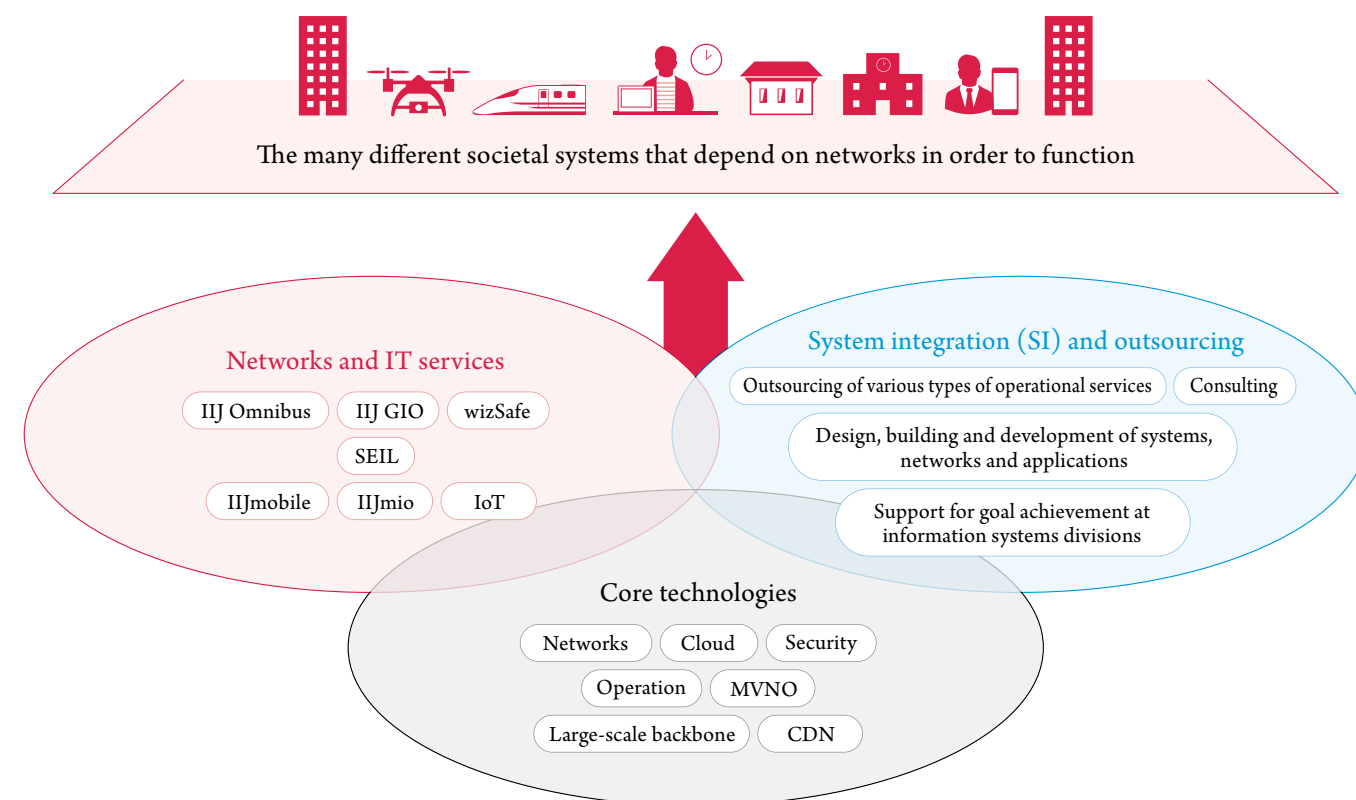 The many different societal systems that depend on networks in order to function
Networks and IT services
IIJ Omnibus
IIJ GIO
wizSafe
SEIL
IIJmobile
IIJmio
IoT
System integration (SI) and outsourcing
Outsourcing of various types of operational services
Consulting
Design, building and development of systems,
networks and applications
Support for goal achievement at
information systems divisions
Core technologies
Networks
Cloud
Security
Operation
MVNO
Large-scale backbone
CDN